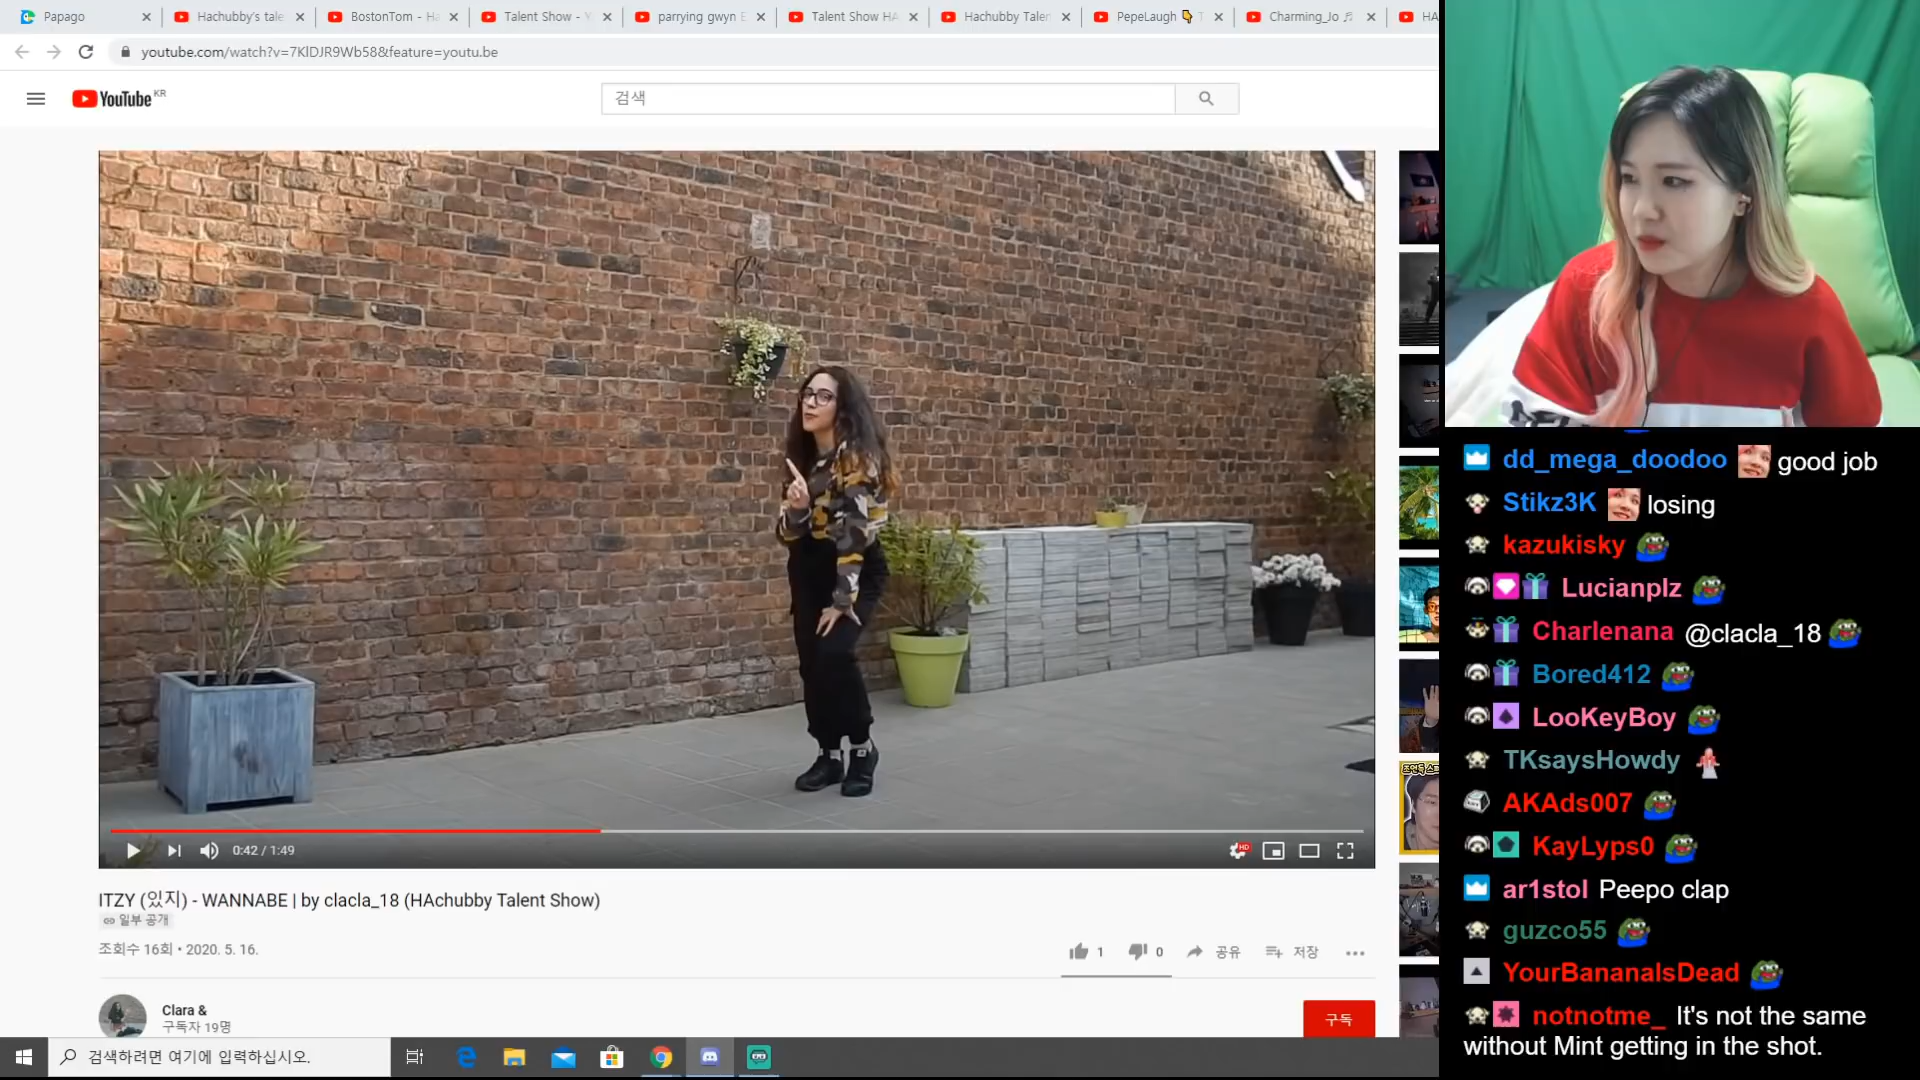 Papago
Hachubby's tale
BostonTom - Ha
Talent Show - Y
parrying gwyn E
Talent Show HA
Hachubby Talen
PepeLaugh
Charming_Jo
HA
youtube.com/watch?v=7KlDJR9Wb58&feature=youtu.be
YouTube KR
검색
0:42 / 1:49
HD
ITZY (있지) - WANNABE | by clacla_18 (HAchubby Talent Show)
일부 공개
조회수 16회 • 2020. 5. 16.
1
0
공유
저장
Clara &
구독자 19명
구독
검색하려면 여기에 입력하십시오.
dd_mega_doodoo good job
Stikz3K losing
kazukisky
Lucianplz
Charlenana @clacla_18
Bored412
LooKeyBoy
TKsaysHowdy
AKAds007
KayLyps0
ar1stol Peepo clap
guzco55
YourBananaIsDead
notnotme_ It's not the same
without Mint getting in the shot.